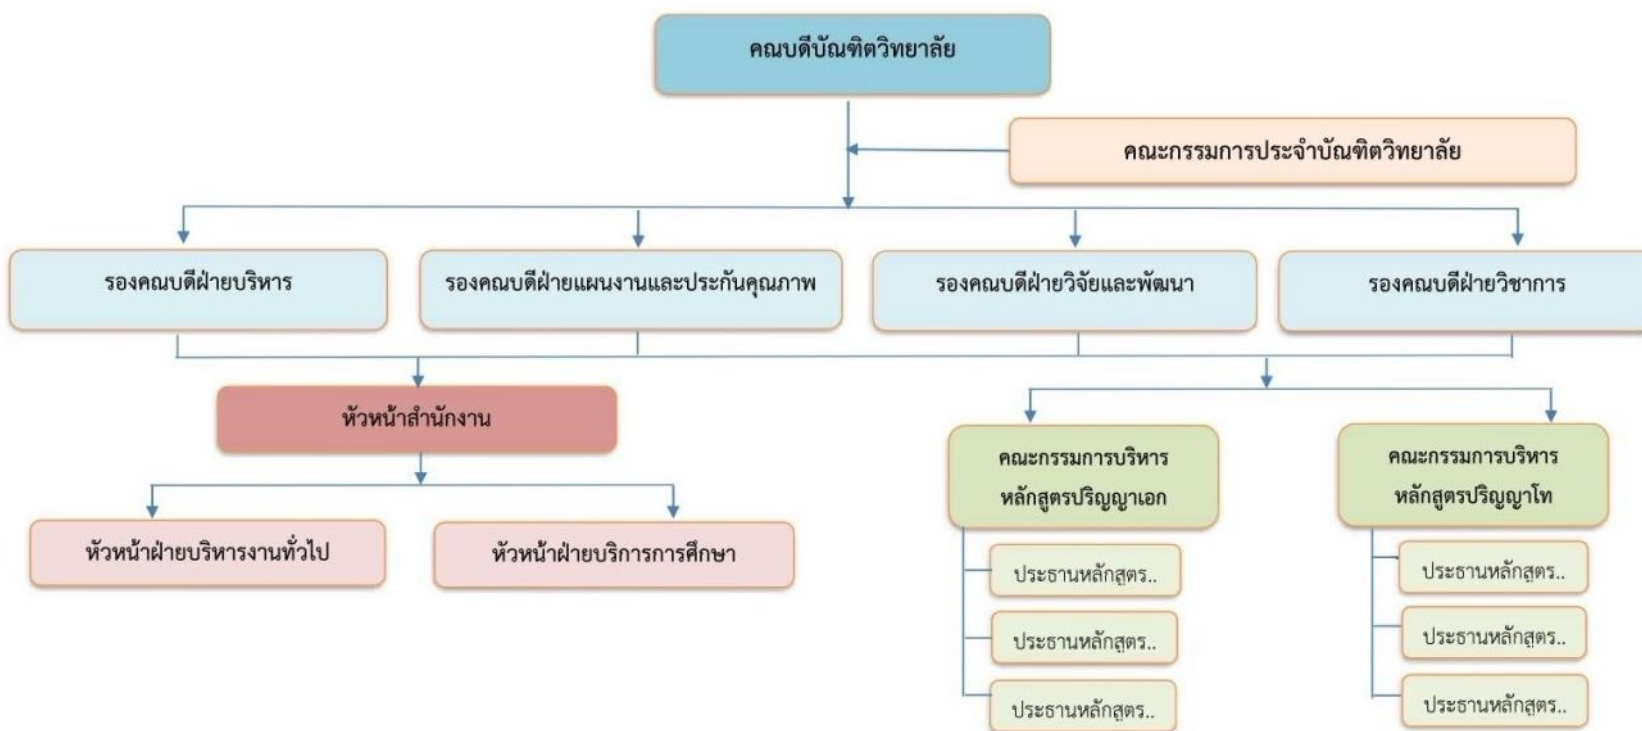 คณบดีบัณฑิตวิทยาลัย
คณะกรรมการประจำบัณฑิตวิทยาลัย
รองคณบดีฝ่ายบริหาร
รองคณบดีฝ่ายแผนงานและประกันคุณภาพ
รองคณบดีฝ่ายวิจัยและพัฒนา
รองคณบดีฝ่ายวิชาการ
หัวหน้าสำนักงาน
หัวหน้าฝ่ายบริหารงานทั่วไป
หัวหน้าฝ่ายบริการการศึกษา
คณะกรรมการบริหาร
หลักสูตรปริญญาเอก
ประธานหลักสูตร..
ประธานหลักสูตร..
ประธานหลักสูตร..
คณะกรรมการบริหาร
หลักสูตรปริญญาโท
ประธานหลักสูตร..
ประธานหลักสูตร..
ประธานหลักสูตร..